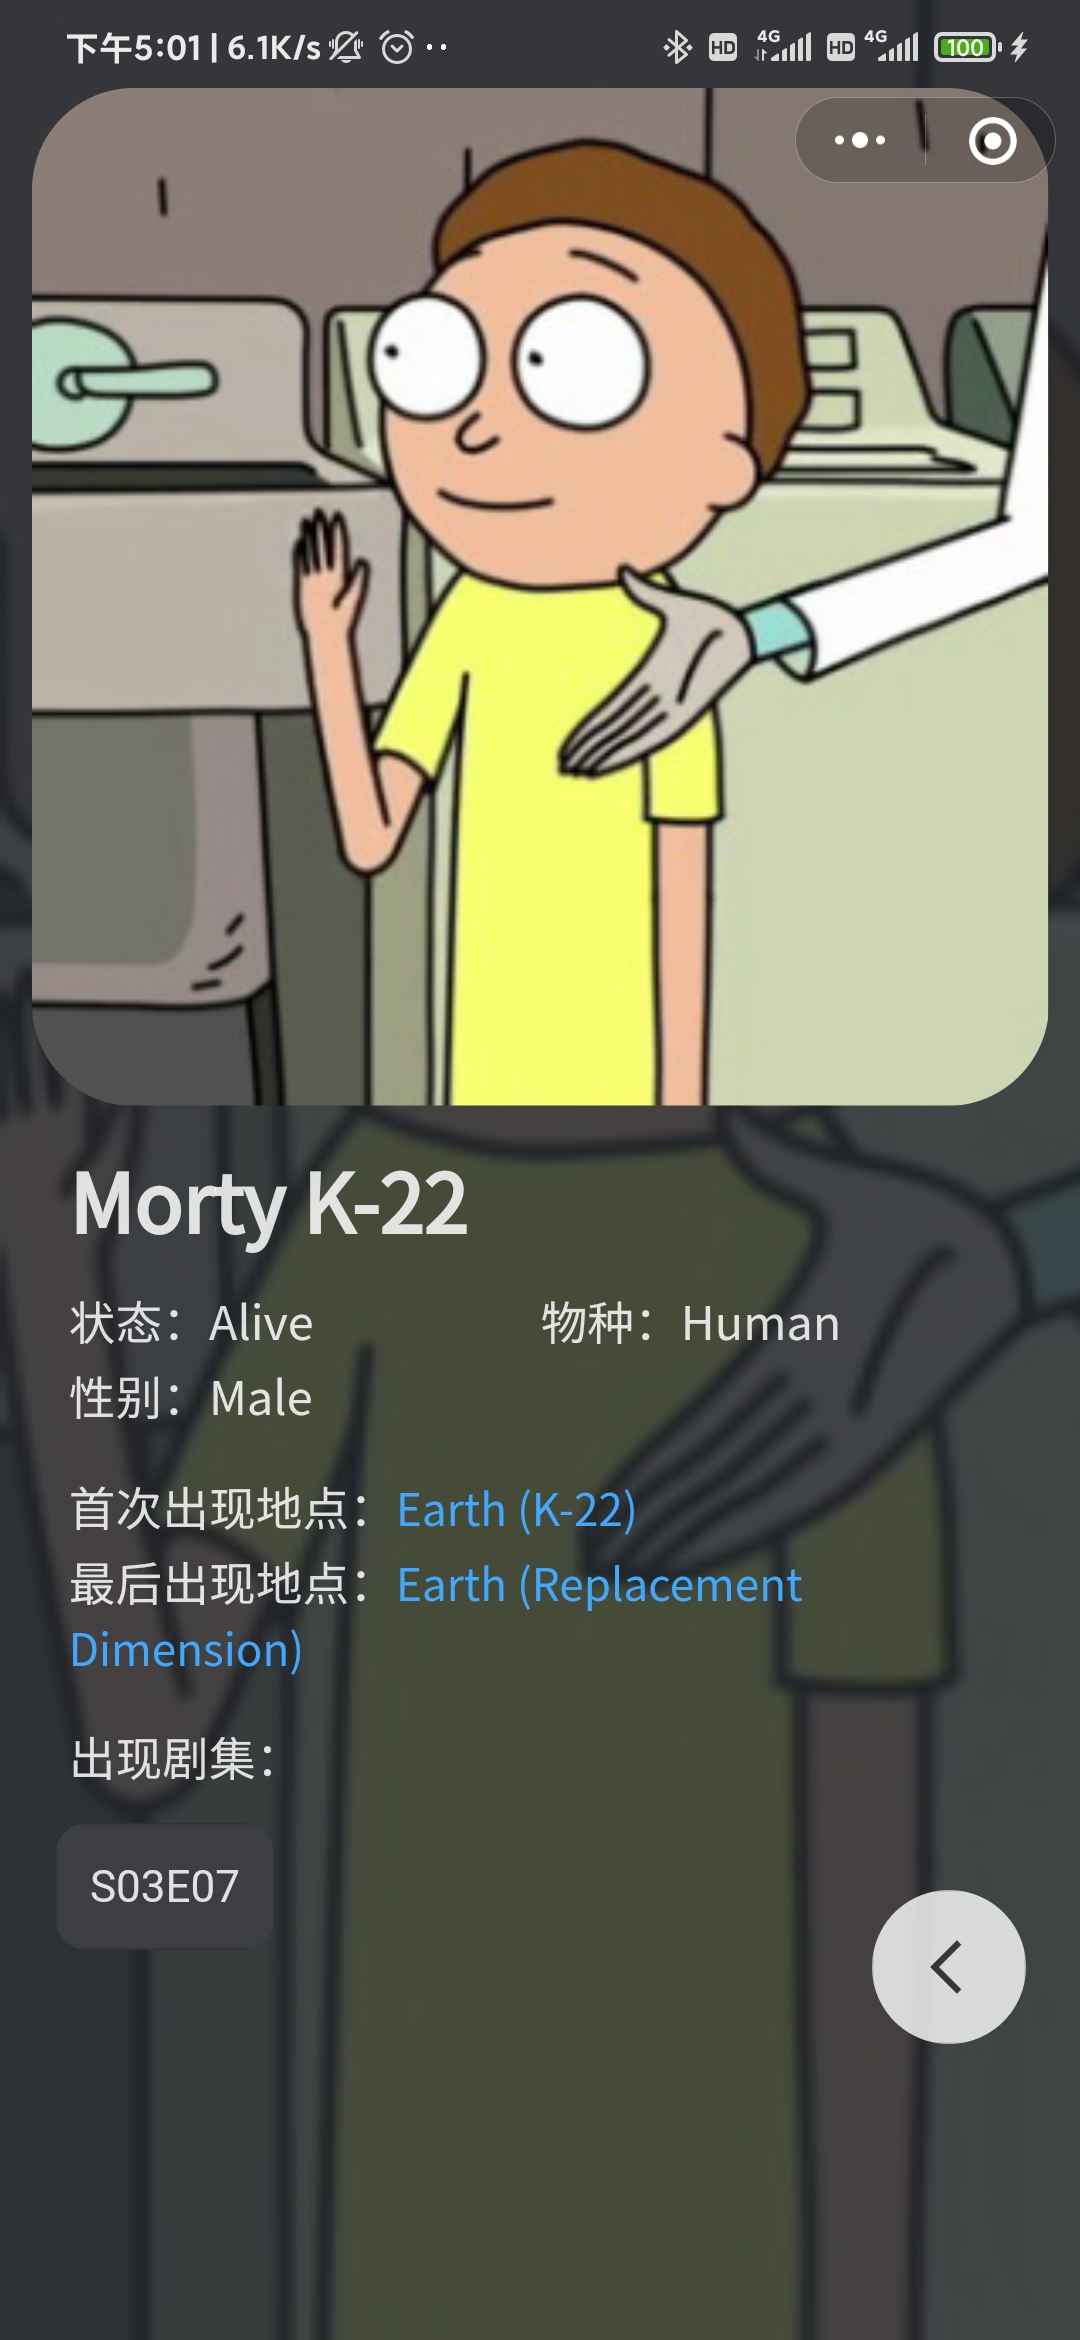 下午5:01 | 6.1K/s
HD 4G HD 4G 100
Morty K-22
状态：Alive 物种：Human
性别：Male
首次出现地点：Earth (K-22)
最后出现地点：Earth (Replacement
Dimension)
出现剧集：
S03E07